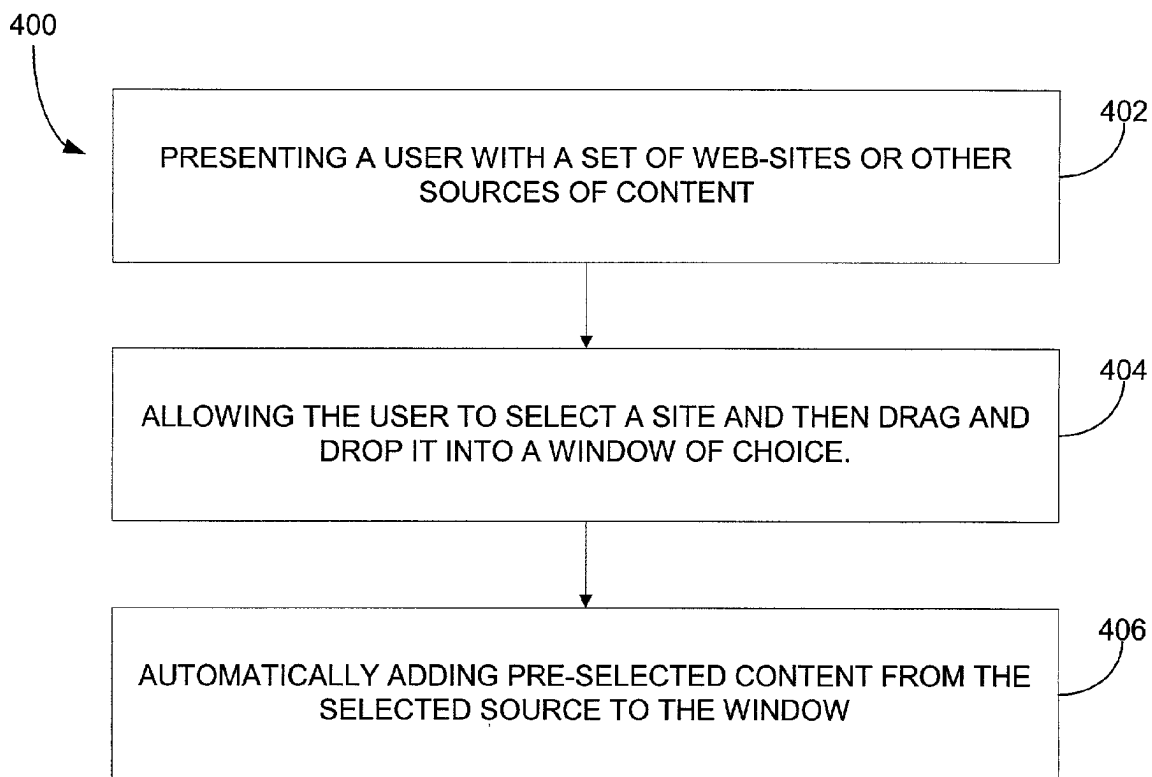 400
402
PRESENTING A USER WITH A SET OF WEB-SITES OR OTHER
SOURCES OF CONTENT
404
ALLOWING THE USER TO SELECT A SITE AND THEN DRAG AND
DROP IT INTO A WINDOW OF CHOICE.
406
AUTOMATICALLY ADDING PRE-SELECTED CONTENT FROM THE
SELECTED SOURCE TO THE WINDOW